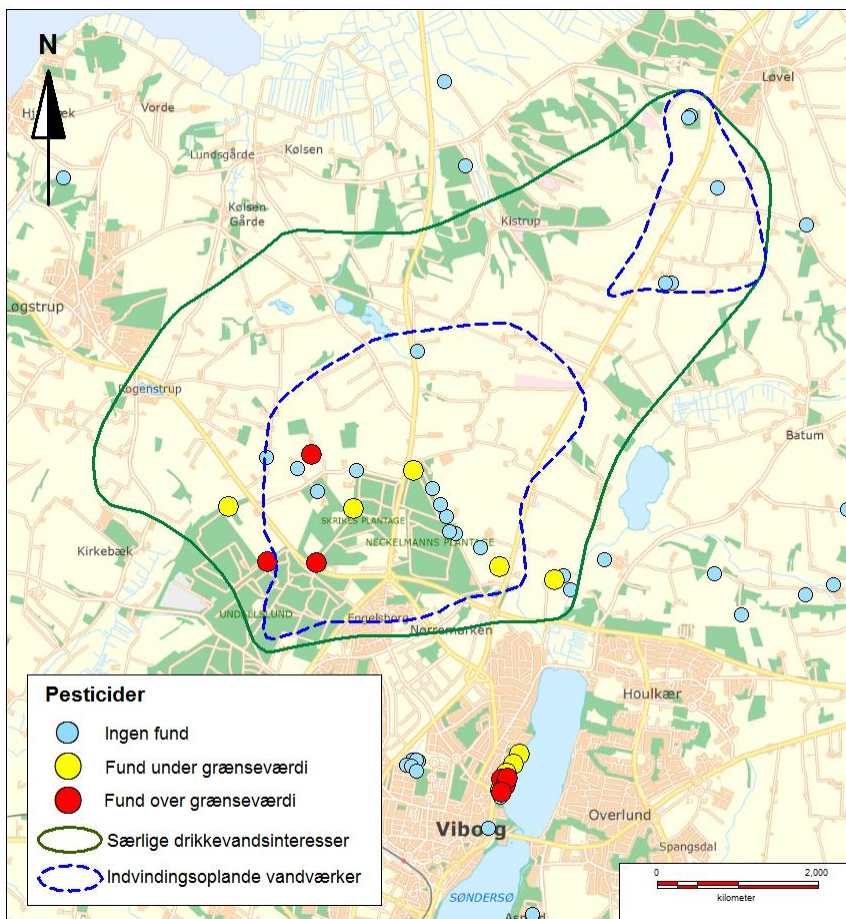 N
Løvel
Vorde
Lundsgårde
Kølsen
Kølsen
Gårde
Kistrup
Løgstrup
Rogenstrup
Batum
SKRIKES PLANTAGE
NECKELMANNS PLANTAGE
Kirkebæk
UNDALLSLUND
Engelsborg
Nørremarken
Houlkær
Overlund
Viborg
Spangsdal
SØNDERSØ
Pesticider
Ingen fund
Fund under grænseværdi
Fund over grænseværdi
Særlige drikkevandsinteresser
Indvindingsoplande vandværker
0 2,000
kilometer